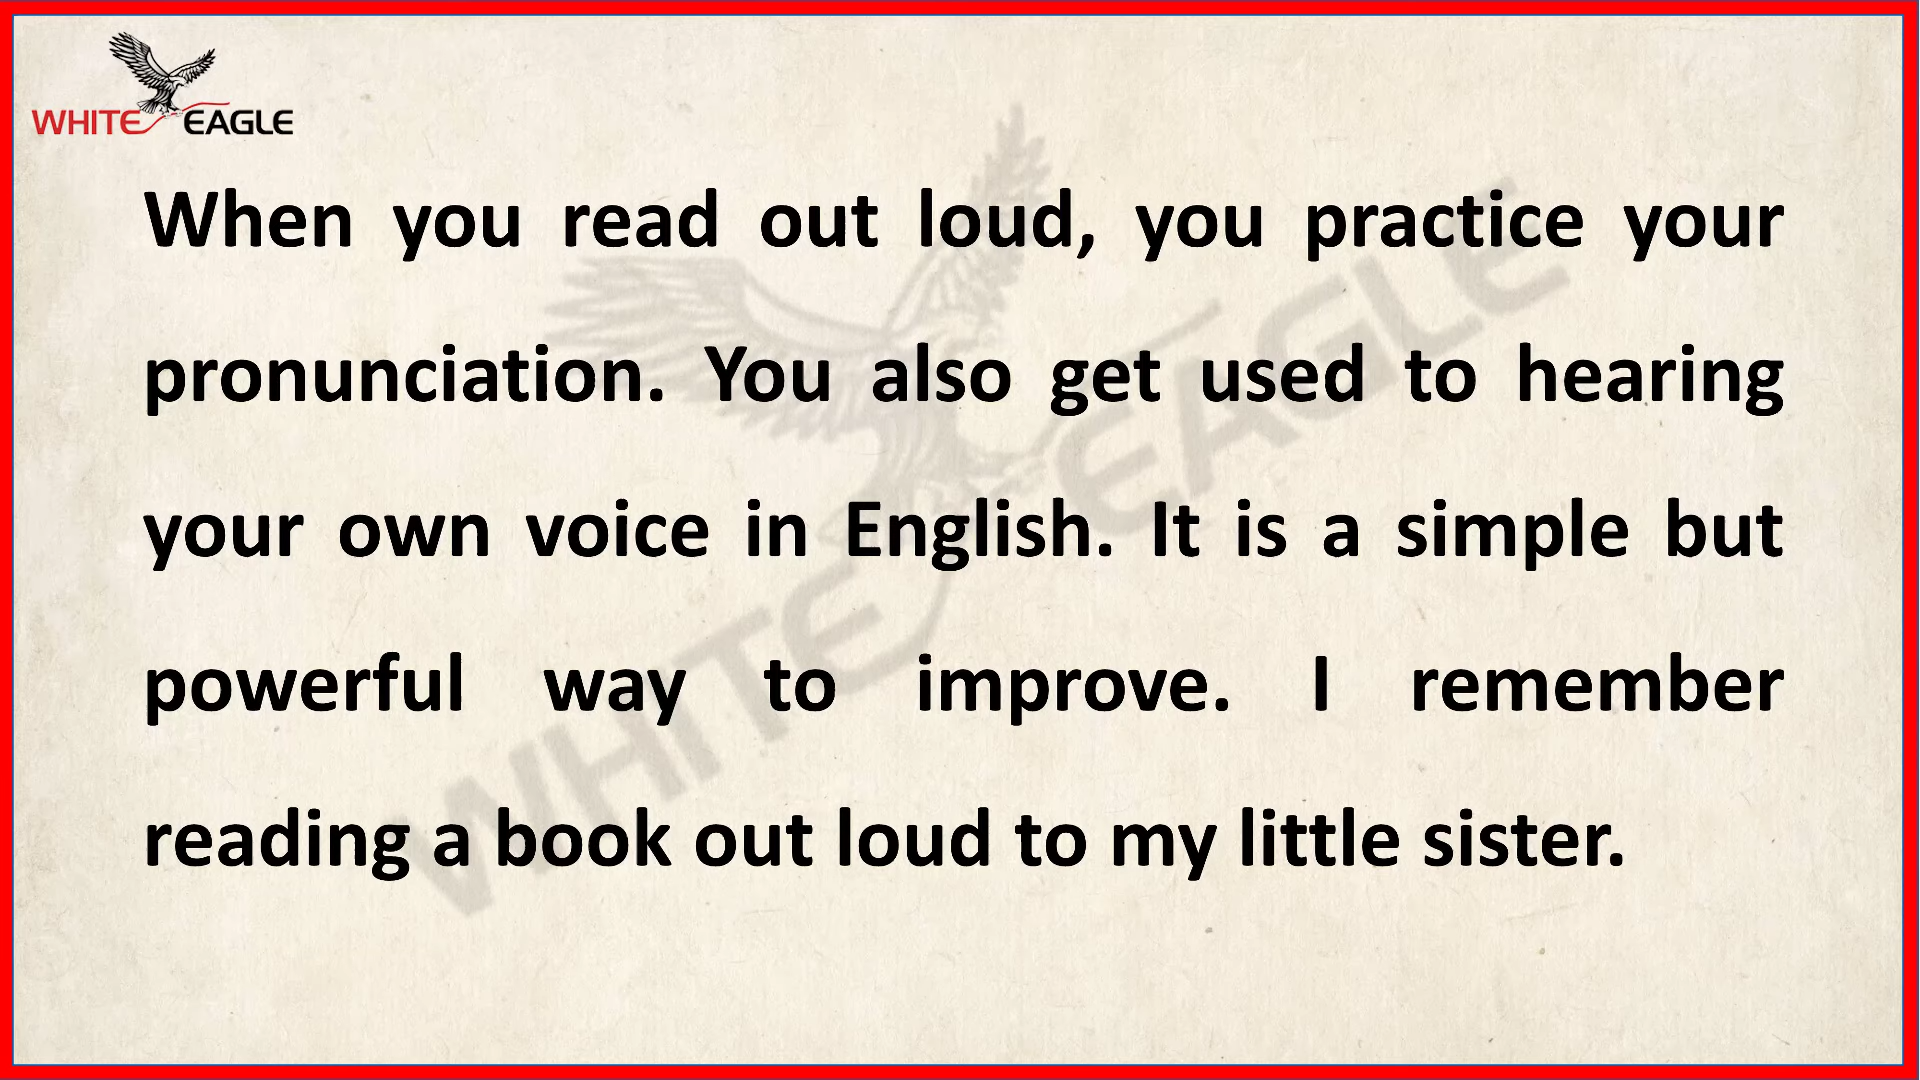 WHITE EAGLE
When you read out loud, you practice your
pronunciation. You also get used to hearing
your own voice in English. It is a simple but
powerful way to improve. I remember
reading a book out loud to my little sister.
WHITE EAGLE